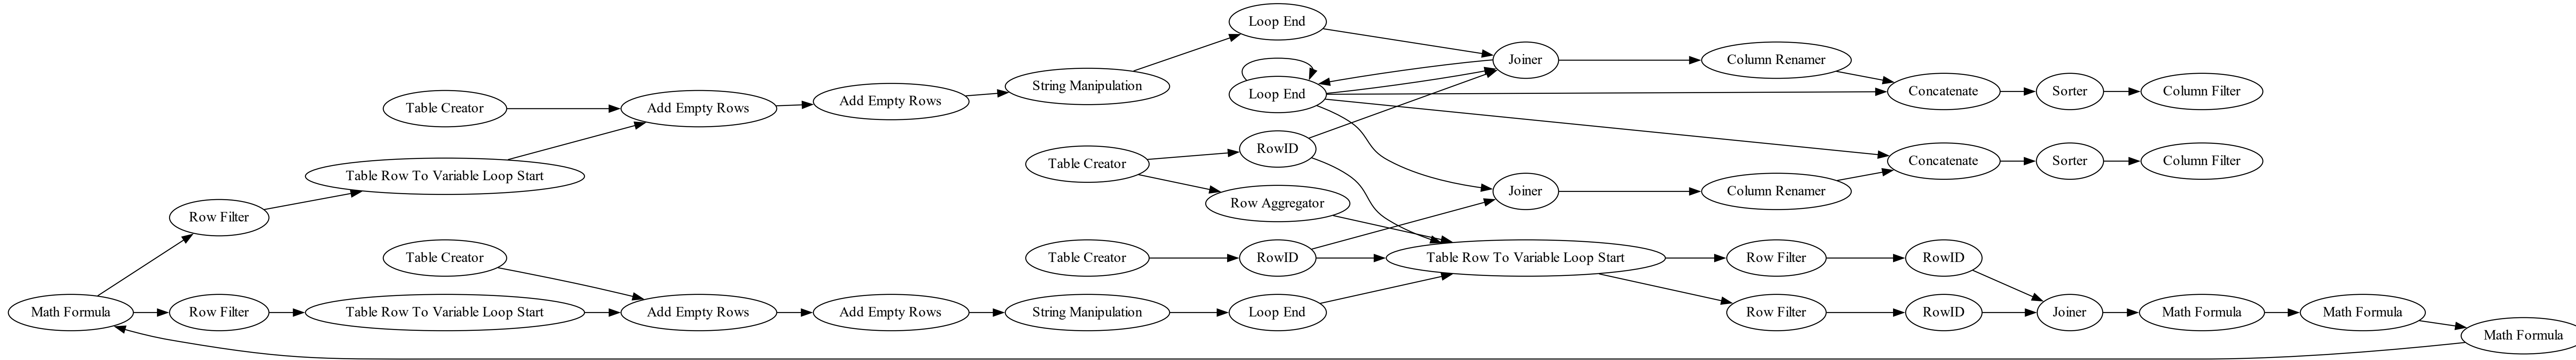 Loop End
Joiner
Column Renamer
String Manipulation
Loop End
Concatenate
Sorter
Column Filter
Table Creator
Add Empty Rows
Add Empty Rows
RowID
Table Creator
Concatenate
Sorter
Column Filter
Table Row To Variable Loop Start
Joiner
Column Renamer
Row Aggregator
Row Filter
Table Creator
Table Creator
RowID
Table Row To Variable Loop Start
Row Filter
RowID
Math Formula
Row Filter
Table Row To Variable Loop Start
Add Empty Rows
Add Empty Rows
String Manipulation
Loop End
Row Filter
RowID
Joiner
Math Formula
Math Formula
Math Formula